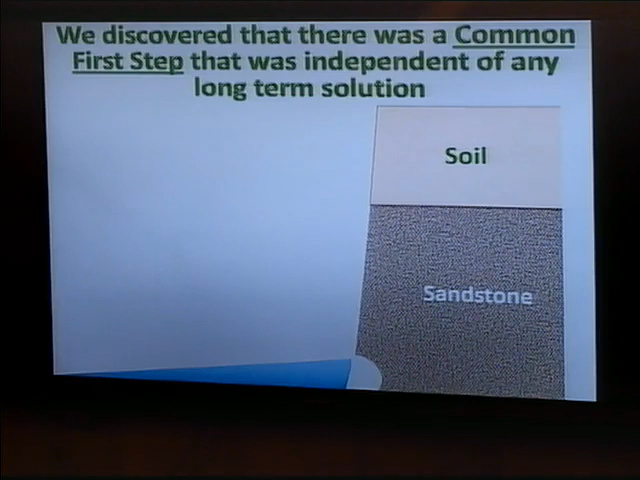 We discovered that there was a Common
First Step that was independent of any
long term solution
Soil
Sandstone